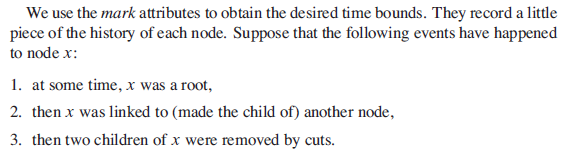 We use the mark attributes to obtain the desired time bounds. They record a little
piece of the history of each node. Suppose that the following events have happened
to node x:
1. at some time, x was a root,
2. then x was linked to (made the child of) another node,
3. then two children of x were removed by cuts.